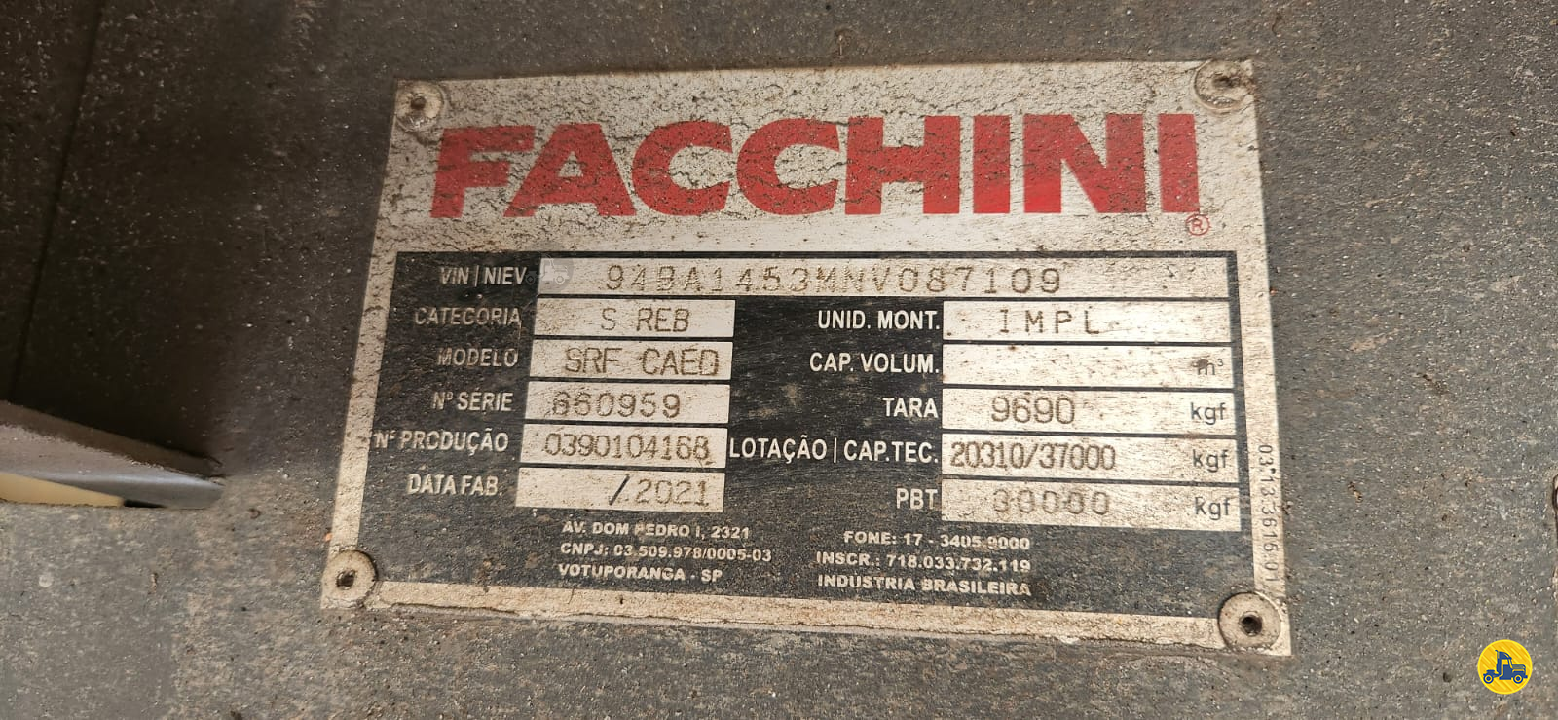 FACCHINI
®
VIN | NIEV 94BA1453MNV087109
CATEGORIA S REB UNID. MONT. IMPL
MODELO SRF CAED CAP. VOLUM. m³
Nº SÉRIE 660959 TARA 9690 kgf
Nº PRODUÇÃO 0390104168 LOTAÇÃO | CAP.TEC. 20310/37000 kgf
DATA FAB /2021 PBT 30000 kgf
AV. DOM PEDRO I, 2321
CNPJ: 03.509.978/0005-03
VOTUPORANGA - SP
FONE: 17 - 3405.9000
INSCR.: 718.033.732.119
INDÚSTRIA BRASILEIRA